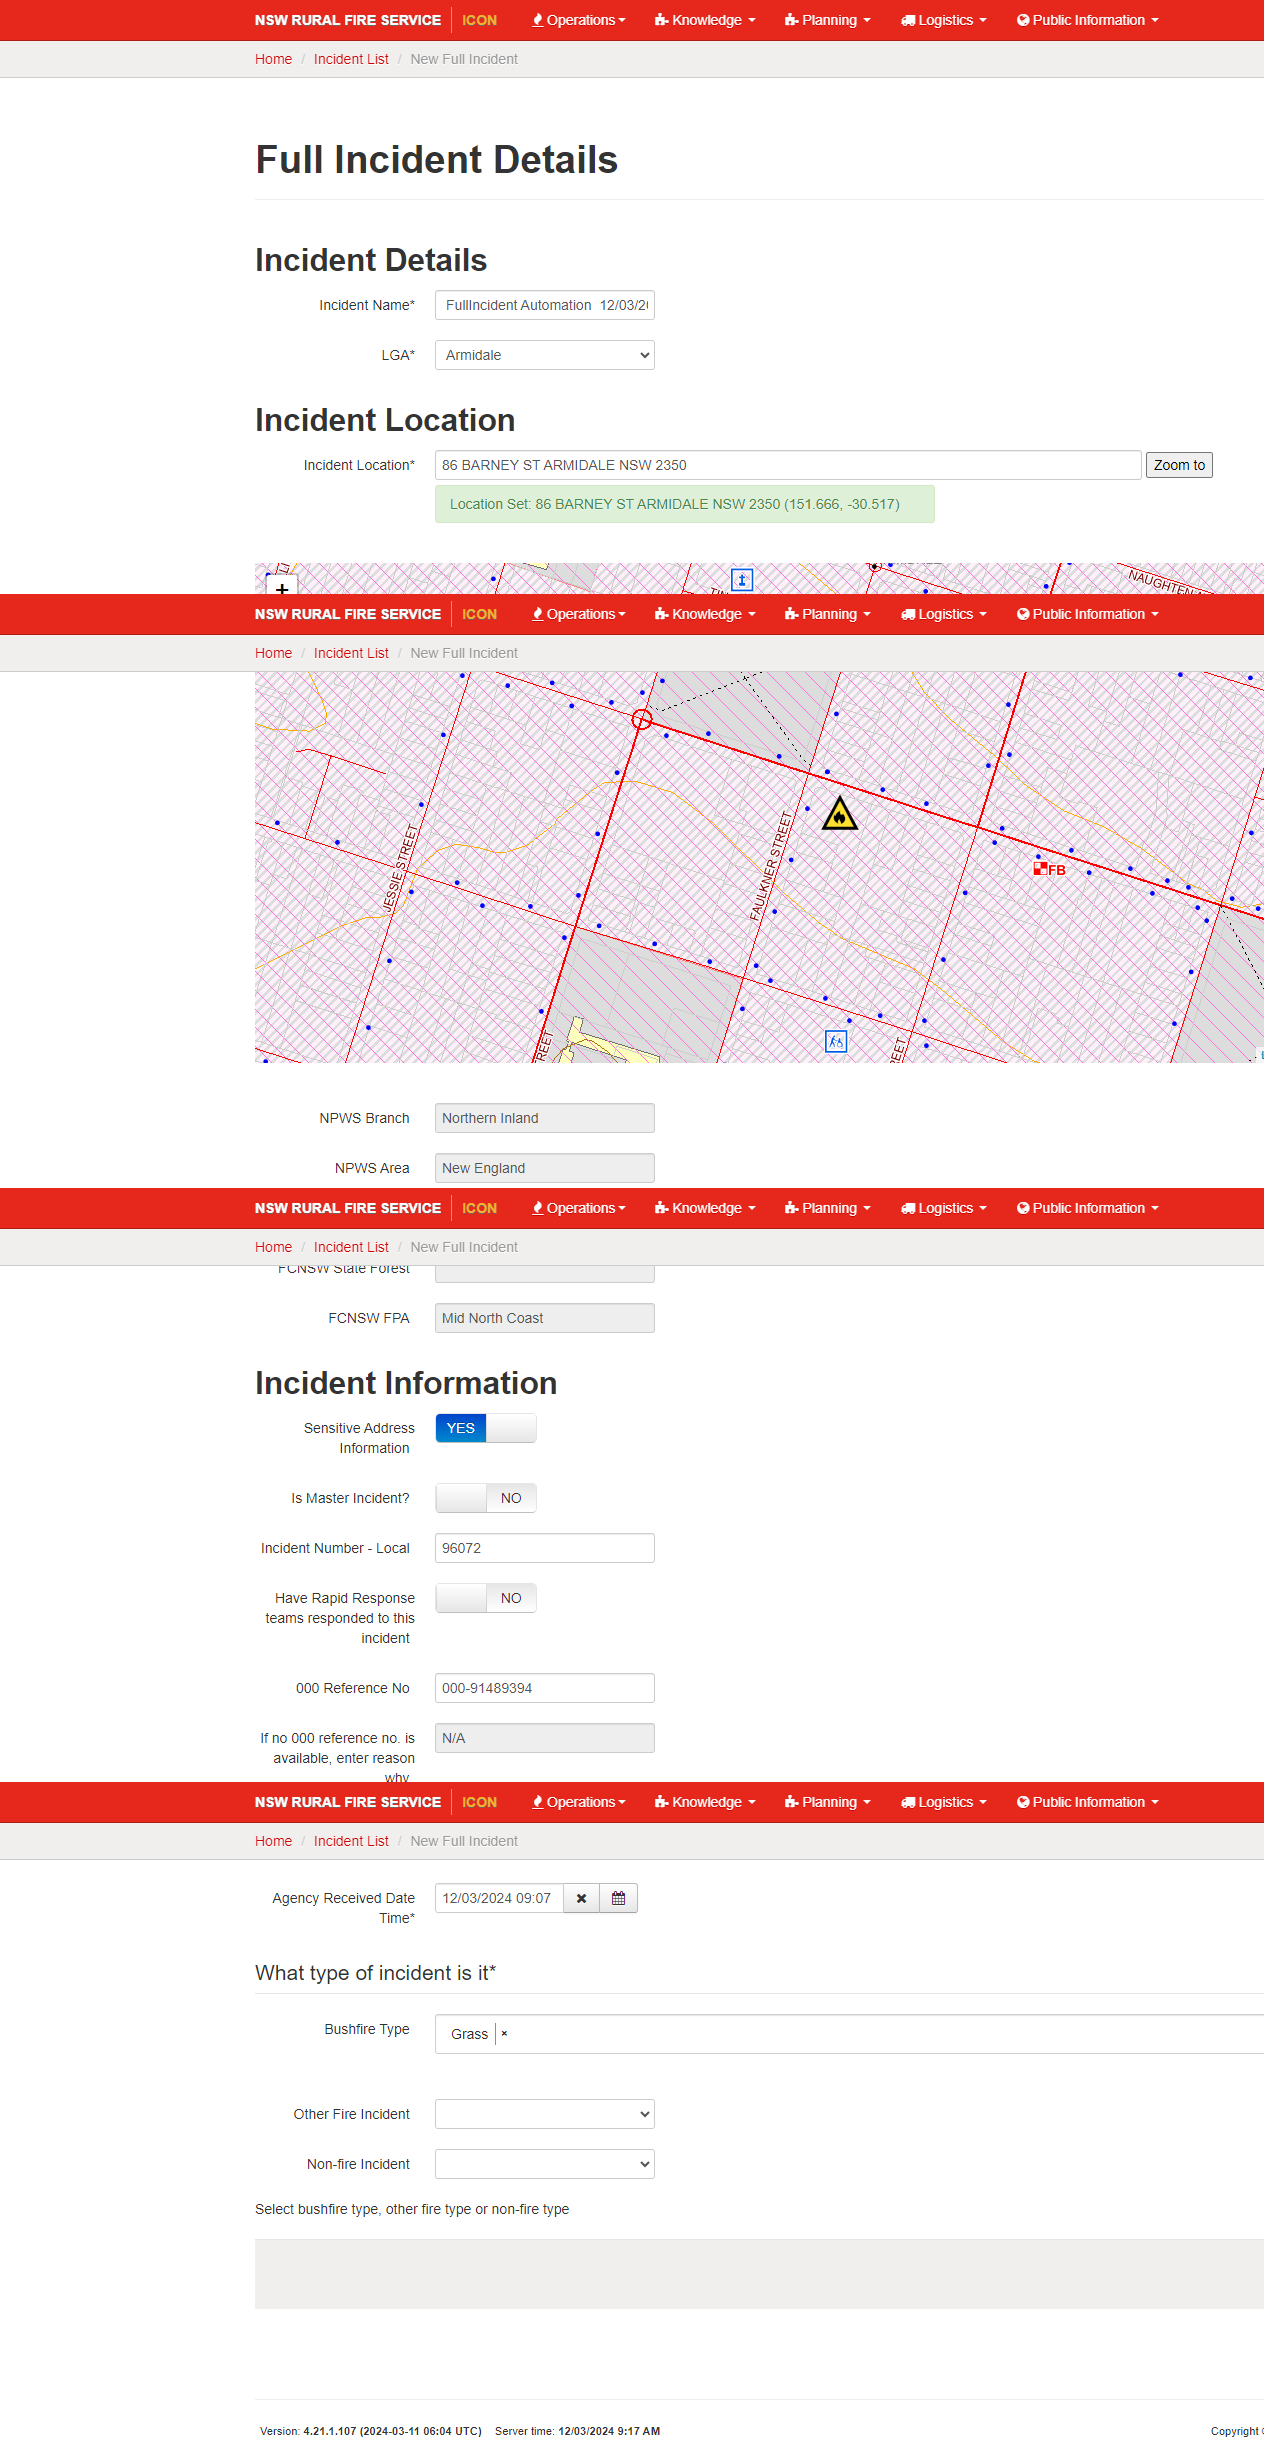 NSW RURAL FIRE SERVICE ICON Operations Knowledge Planning Logistics Public Information
Home / Incident List / New Full Incident
Full Incident Details
Incident Details
Incident Name* FullIncident Automation 12/03/20
LGA* Armidale
Incident Location
Incident Location* 86 BARNEY ST ARMIDALE NSW 2350 Zoom to
Location Set: 86 BARNEY ST ARMIDALE NSW 2350 (151.666, -30.517)
+
NAUGHTEN
NSW RURAL FIRE SERVICE ICON Operations Knowledge Planning Logistics Public Information
Home / Incident List / New Full Incident
JESSIE STREET
FAULKNER STREET
FB
REET
REET
NPWS Branch Northern Inland
NPWS Area New England
NSW RURAL FIRE SERVICE ICON Operations Knowledge Planning Logistics Public Information
Home / Incident List / New Full Incident
FCNSW State Forest
FCNSW FPA Mid North Coast
Incident Information
Sensitive Address YES
Information
Is Master Incident? NO
Incident Number - Local 96072
Have Rapid Response NO
teams responded to this
incident
000 Reference No 000-91489394
If no 000 reference no. is N/A
available, enter reason
why
NSW RURAL FIRE SERVICE ICON Operations Knowledge Planning Logistics Public Information
Home / Incident List / New Full Incident
Agency Received Date 12/03/2024 09:07
Time*
What type of incident is it*
Bushfire Type Grass ×
Other Fire Incident
Non-fire Incident
Select bushfire type, other fire type or non-fire type
Version: 4.21.1.107 (2024-03-11 06:04 UTC) Server time: 12/03/2024 9:17 AM Copyright ©